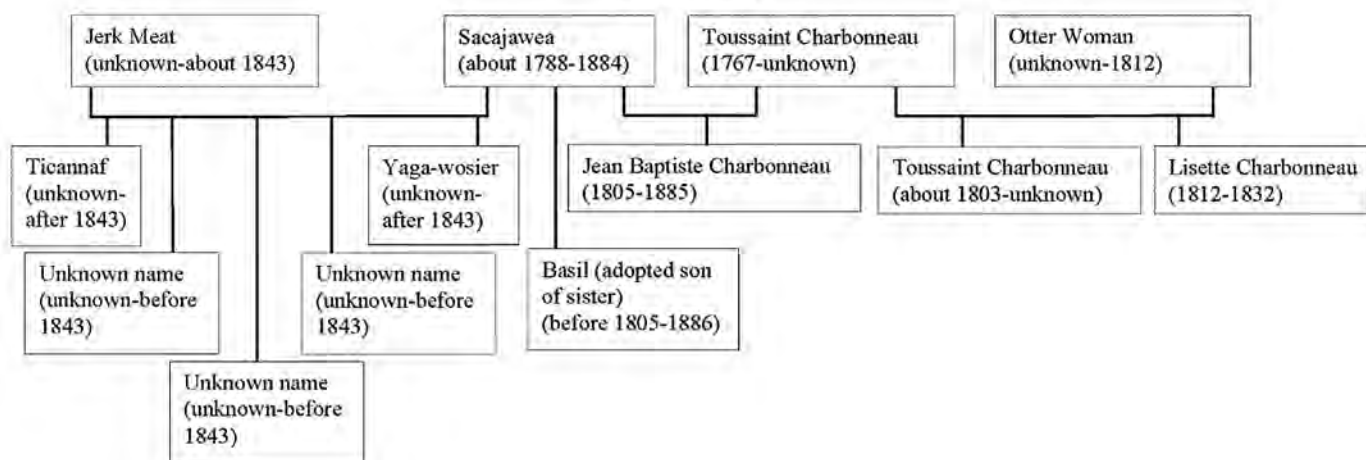 Jerk Meat
(unknown-about 1843)
Sacajawea
(about 1788-1884)
Toussaint Charbonneau
(1767-unknown)
Otter Woman
(unknown-1812)
Ticannaf
(unknown-
after 1843)
Yaga-wosier
(unknown-
after 1843)
Jean Baptiste Charbonneau
(1805-1885)
Toussaint Charbonneau
(about 1803-unknown)
Lisette Charbonneau
(1812-1832)
Unknown name
(unknown-before
1843)
Unknown name
(unknown-before
1843)
Basil (adopted son
of sister)
(before 1805-1886)
Unknown name
(unknown-before
1843)